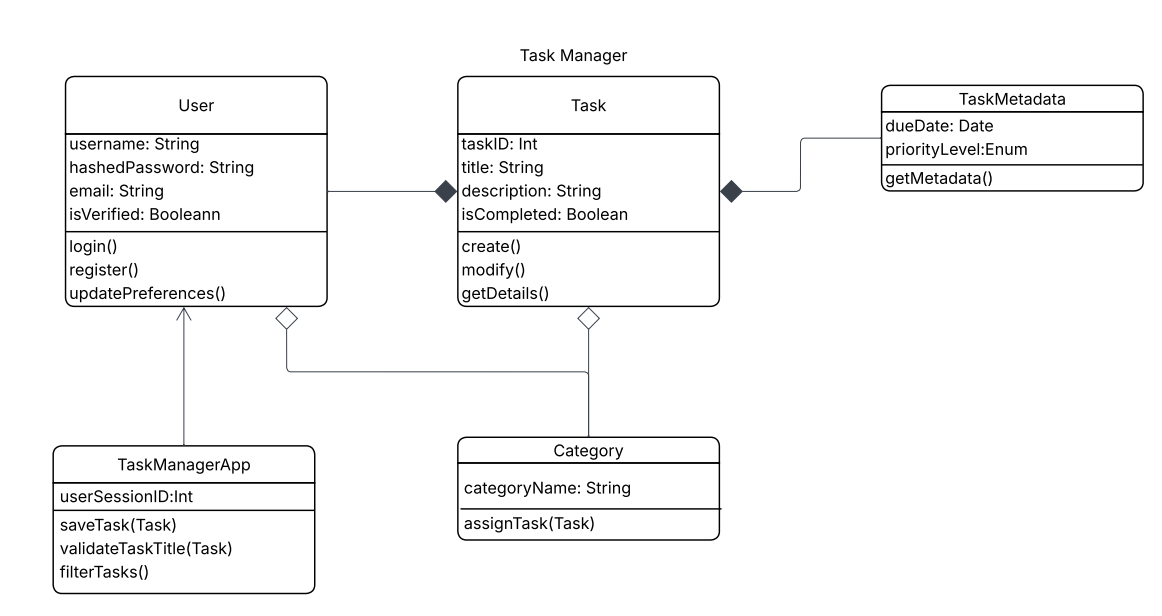 Task Manager
User
username: String
hashedPassword: String
email: String
isVerified: Booleann
login()
register()
updatePreferences()
Task
taskID: Int
title: String
description: String
isCompleted: Boolean
create()
modify()
getDetails()
TaskMetadata
dueDate: Date
priorityLevel:Enum
getMetadata()
TaskManagerApp
userSessionID:Int
saveTask(Task)
validateTaskTitle(Task)
filterTasks()
Category
categoryName: String
assignTask(Task)